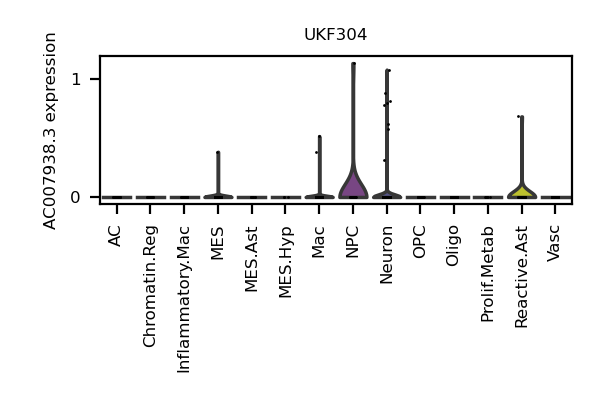 UKF304
AC007938.3 expression
1
0
AC
Chromatin.Reg
Inflammatory.Mac
MES
MES.Ast
MES.Hyp
Mac
NPC
Neuron
OPC
Oligo
Prolif.Metab
Reactive.Ast
Vasc